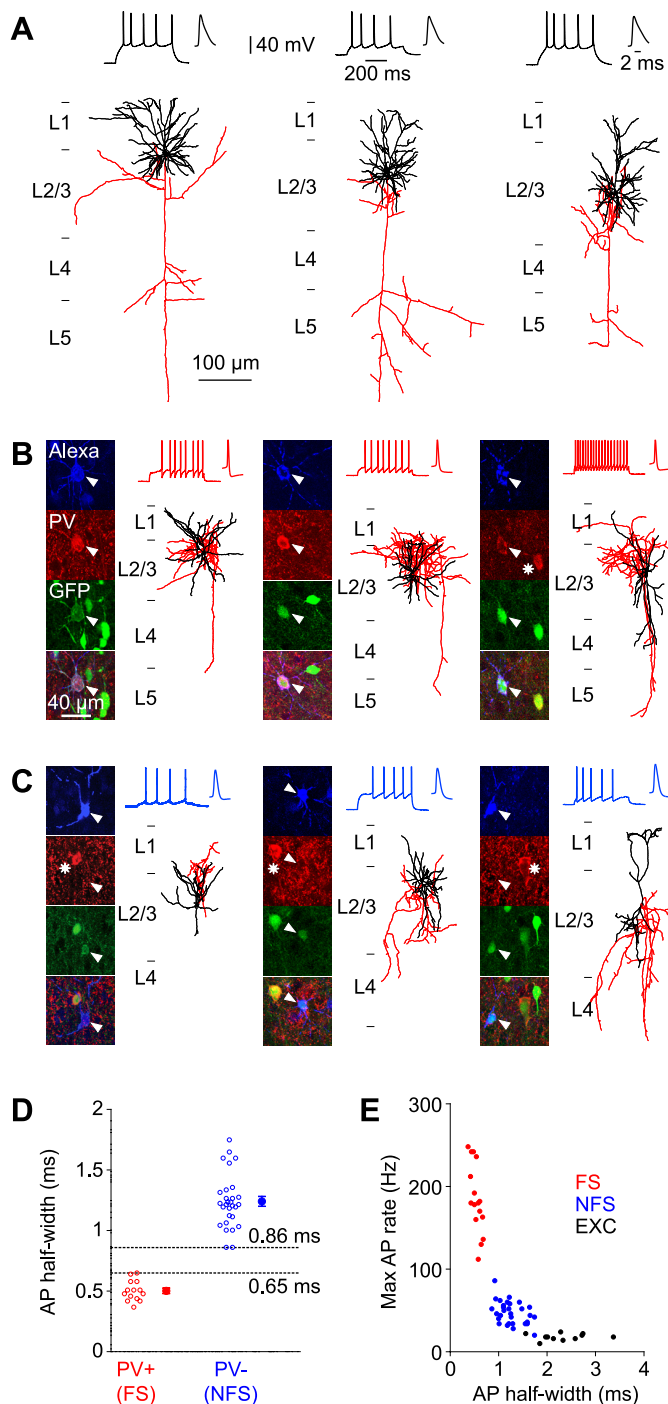 A
40 mV
200 ms
2 ms
L1
L2/3
L4
L5
100 µm
L1
L2/3
L4
L5
L1
L2/3
L4
L5
B
Alexa
PV
GFP
40 µm
L1
L2/3
L4
L5
L1
L2/3
L4
L5
L1
L2/3
L4
L5
C
L1
L2/3
L4
L1
L2/3
L4
L1
L2/3
L4
D
AP half-width (ms)
2
1.5
1
0.5
0
0.86 ms
0.65 ms
PV+
(FS)
PV-
(NFS)
E
Max AP rate (Hz)
300
200
100
0
FS
NFS
EXC
0 1 2 3 4
AP half-width (ms)